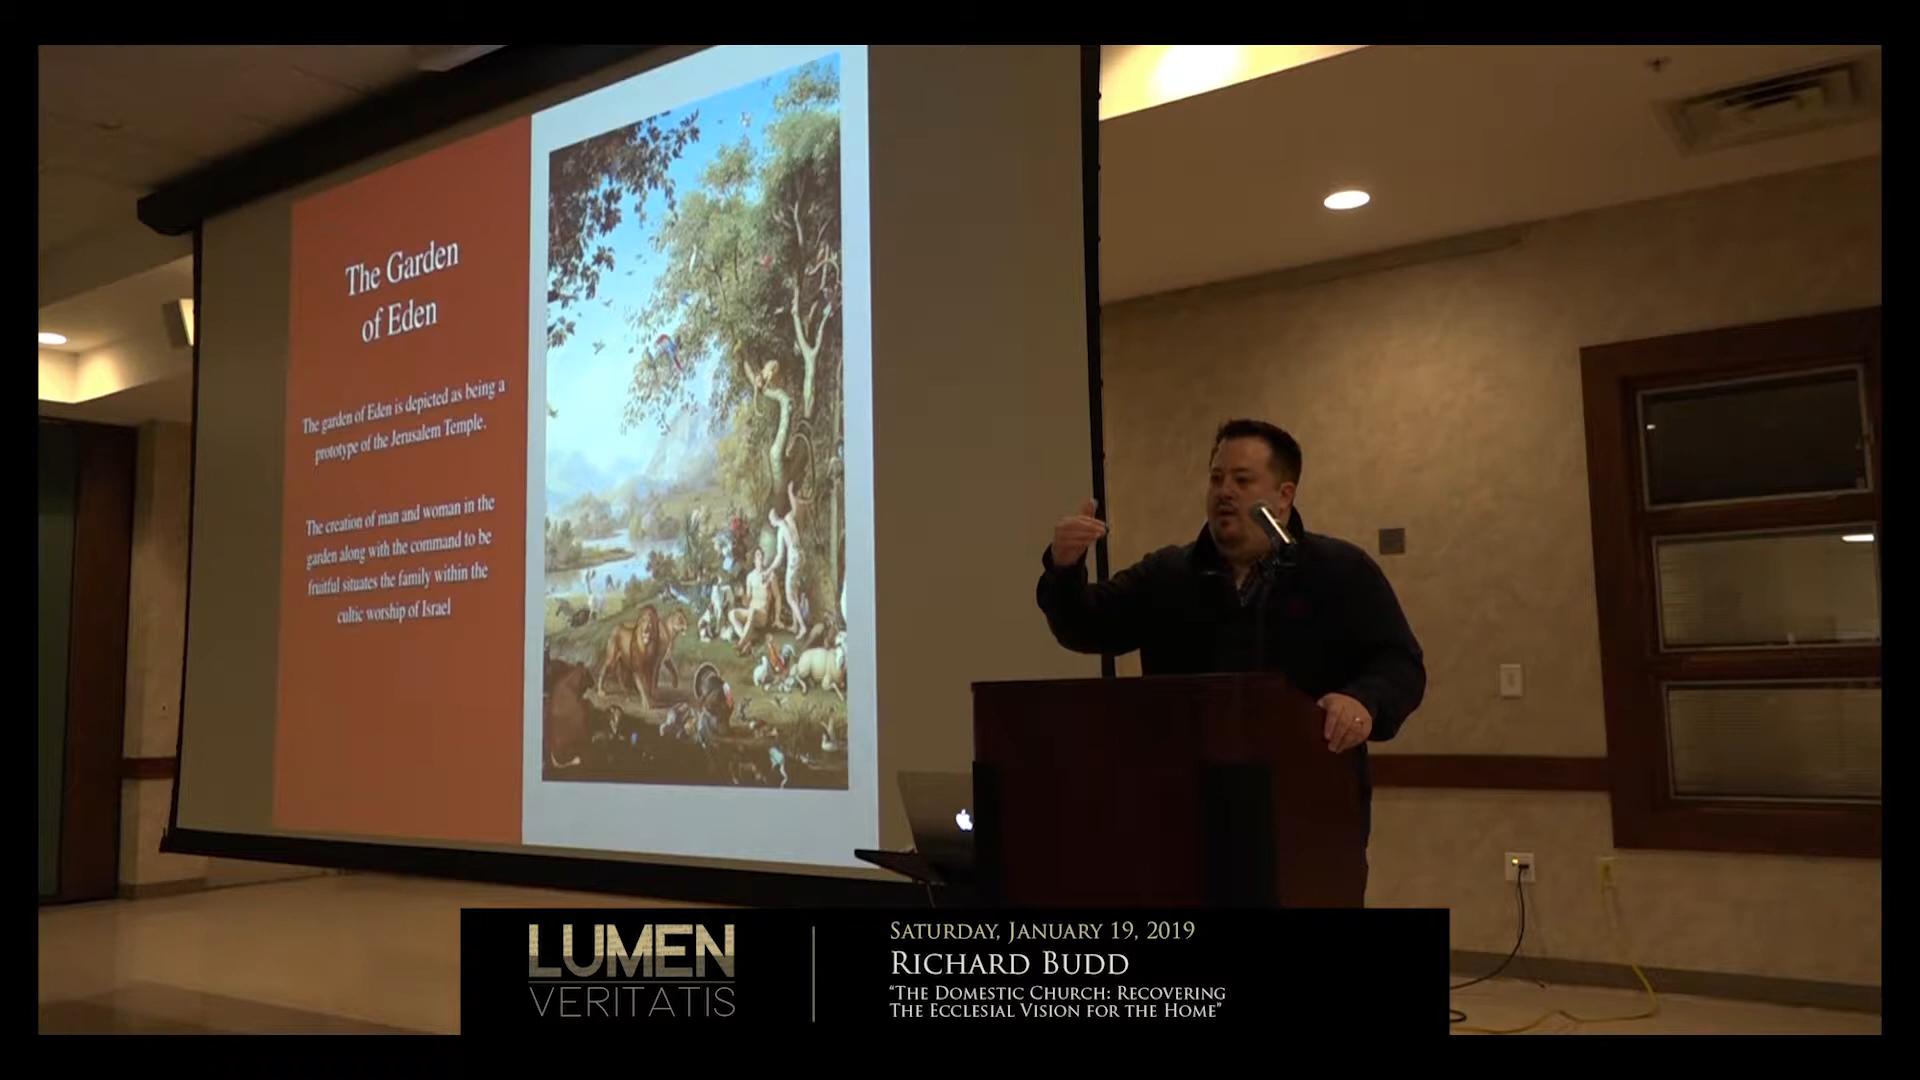 The Garden
of Eden
The garden of Eden is depicted as being a
prototype of the Jerusalem Temple.
The creation of man and woman in the
garden along with the command to be
fruitful situates the family within the
cultic worship of Israel
LUMEN
VERITATIS
Saturday, January 19, 2019
Richard Budd
“The Domestic Church: Recovering
The Ecclesial Vision for the Home”